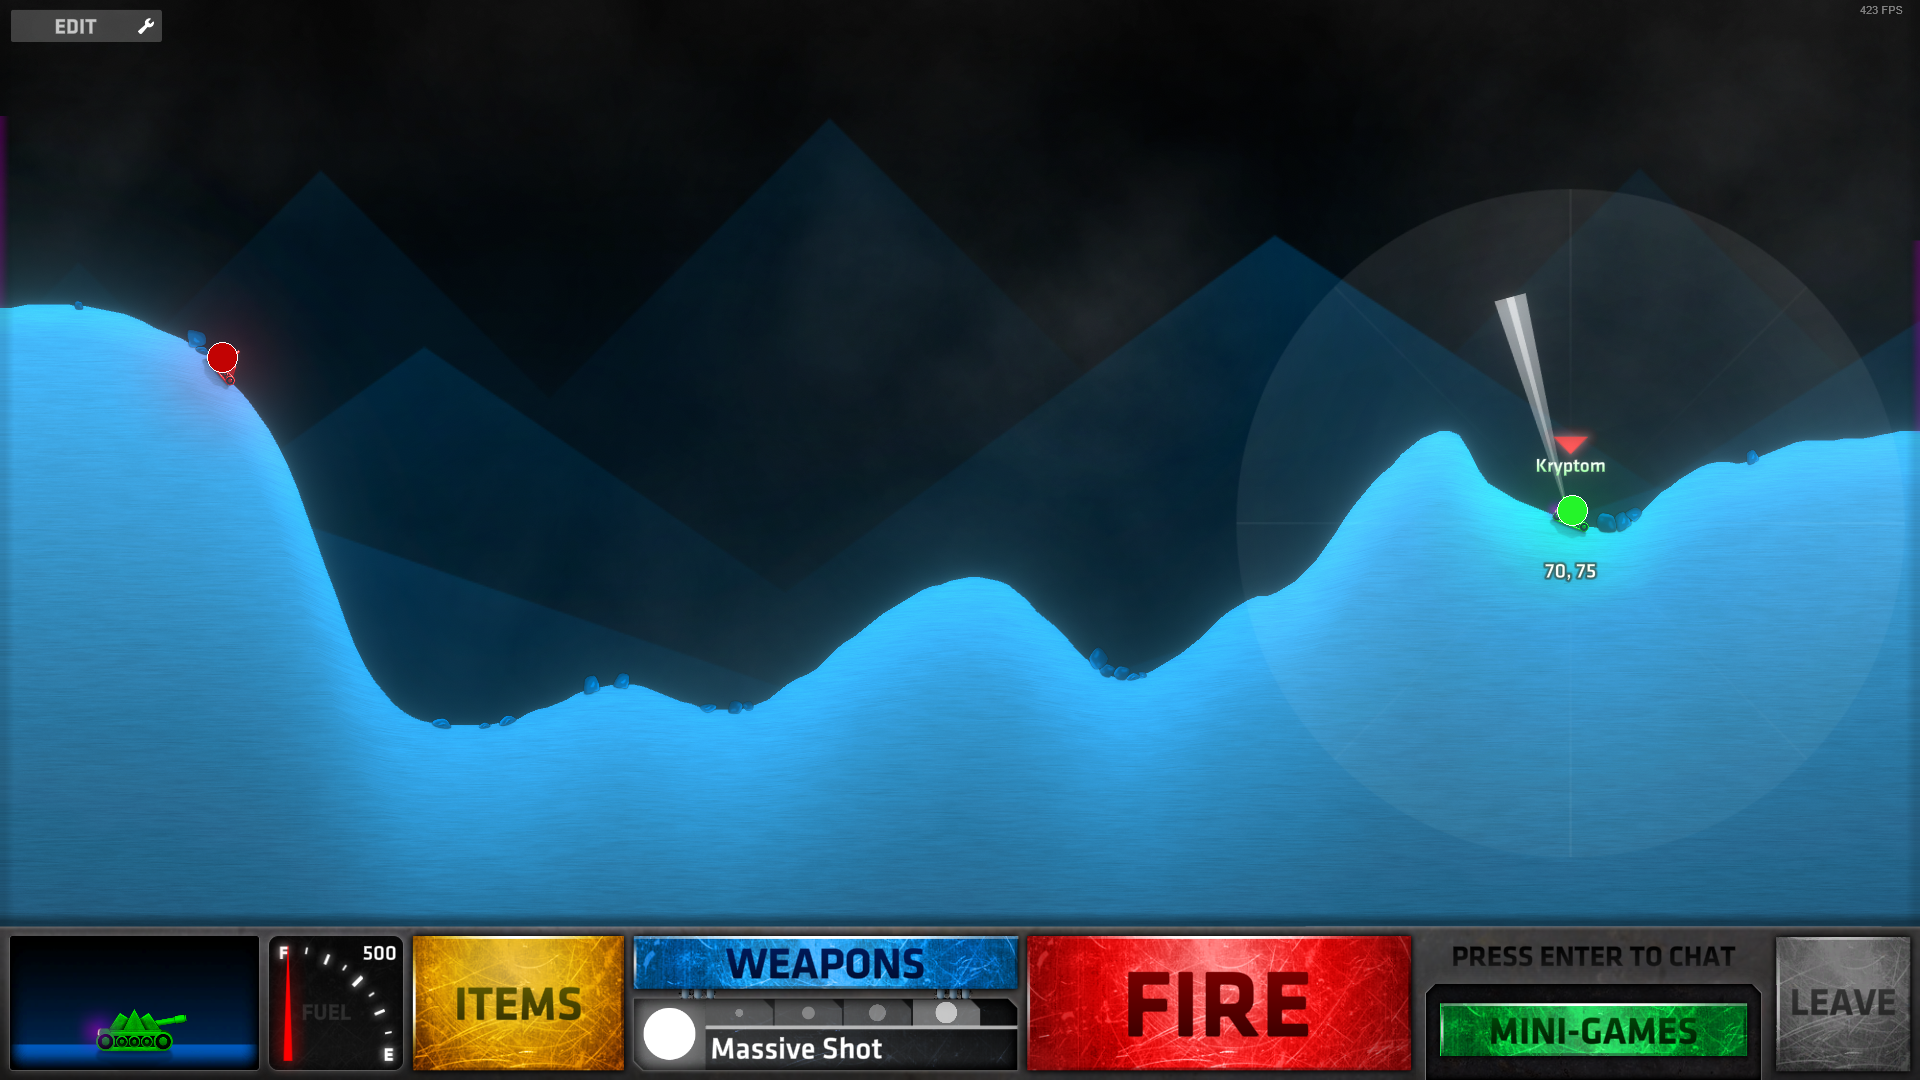 EDIT
423 FPS
Kryptom
70, 75
F
500
FUEL
E
ITEMS
WEAPONS
Massive Shot
FIRE
PRESS ENTER TO CHAT
MINI-GAMES
LEAVE